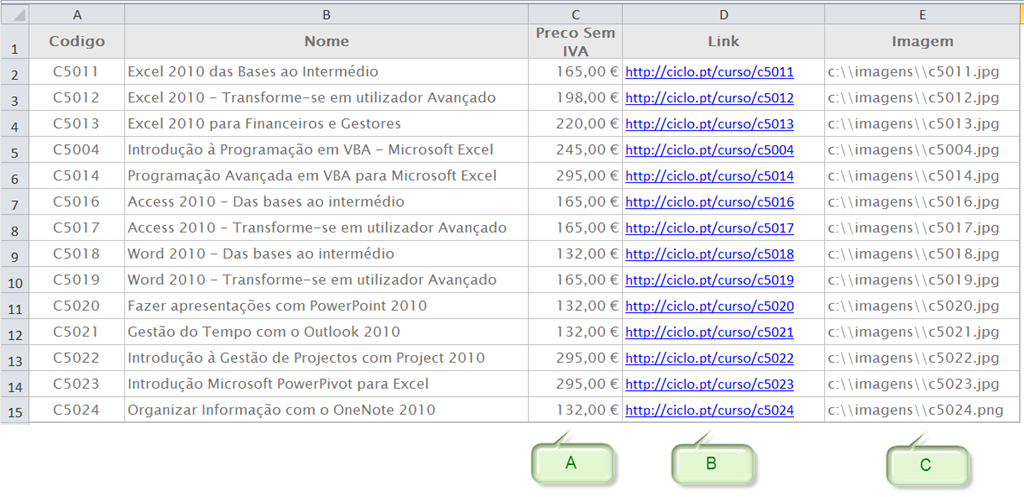 A B C D E
1 Codigo Nome Preco Sem IVA Link Imagem
2 C5011 Excel 2010 das Bases ao Intermédio 165,00 € http://ciclo.pt/curso/c5011 c:\\imagens\\c5011.jpg
3 C5012 Excel 2010 - Transforme-se em utilizador Avançado 198,00 € http://ciclo.pt/curso/c5012 c:\\imagens\\c5012.jpg
4 C5013 Excel 2010 para Financeiros e Gestores 220,00 € http://ciclo.pt/curso/c5013 c:\\imagens\\c5013.jpg
5 C5004 Introdução à Programação em VBA - Microsoft Excel 245,00 € http://ciclo.pt/curso/c5004 c:\\imagens\\c5004.jpg
6 C5014 Programação Avançada em VBA para Microsoft Excel 295,00 € http://ciclo.pt/curso/c5014 c:\\imagens\\c5014.jpg
7 C5016 Access 2010 - Das bases ao intermédio 165,00 € http://ciclo.pt/curso/c5016 c:\\imagens\\c5016.jpg
8 C5017 Access 2010 - Transforme-se em utilizador Avançado 165,00 € http://ciclo.pt/curso/c5017 c:\\imagens\\c5017.jpg
9 C5018 Word 2010 - Das bases ao intermédio 132,00 € http://ciclo.pt/curso/c5018 c:\\imagens\\c5018.jpg
10 C5019 Word 2010 - Transforme-se em utilizador Avançado 165,00 € http://ciclo.pt/curso/c5019 c:\\imagens\\c5019.jpg
11 C5020 Fazer apresentações com PowerPoint 2010 132,00 € http://ciclo.pt/curso/c5020 c:\\imagens\\c5020.jpg
12 C5021 Gestão do Tempo com o Outlook 2010 132,00 € http://ciclo.pt/curso/c5021 c:\\imagens\\c5021.jpg
13 C5022 Introdução à Gestão de Projectos com Project 2010 295,00 € http://ciclo.pt/curso/c5022 c:\\imagens\\c5022.jpg
14 C5023 Introdução Microsoft PowerPivot para Excel 295,00 € http://ciclo.pt/curso/c5023 c:\\imagens\\c5023.jpg
15 C5024 Organizar Informação com o OneNote 2010 132,00 € http://ciclo.pt/curso/c5024 c:\\imagens\\c5024.png
A B C